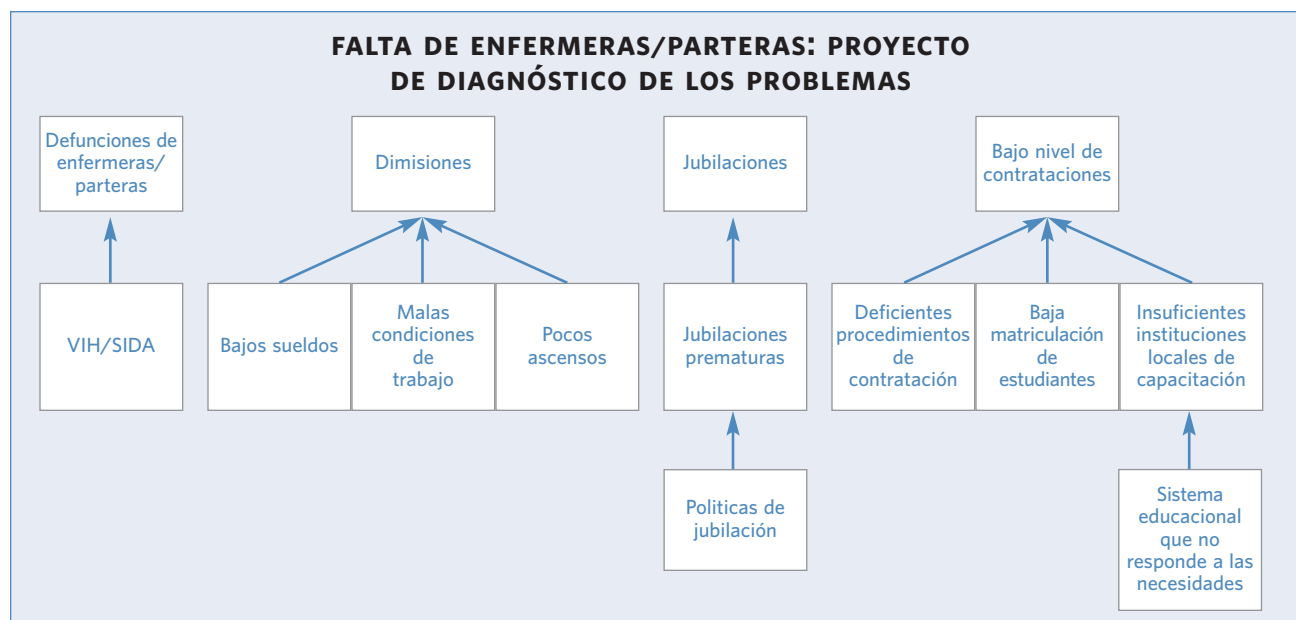 FALTA DE ENFERMERAS/PARTERAS: PROYECTO
DE DIAGNÓSTICO DE LOS PROBLEMAS
Defunciones de
enfermeras/
parteras
Dimisiones
Jubilaciones
Bajo nivel de
contrataciones
VIH/SIDA
Bajos sueldos
Malas
condiciones
de
trabajo
Pocos
ascensos
Jubilaciones
prematuras
Deficientes
procedimientos
de
contratación
Baja
matriculación
de
estudiantes
Insuficientes
instituciones
locales de
capacitación
Politicas de
jubilación
Sistema
educacional
que no
responde a las
necesidades